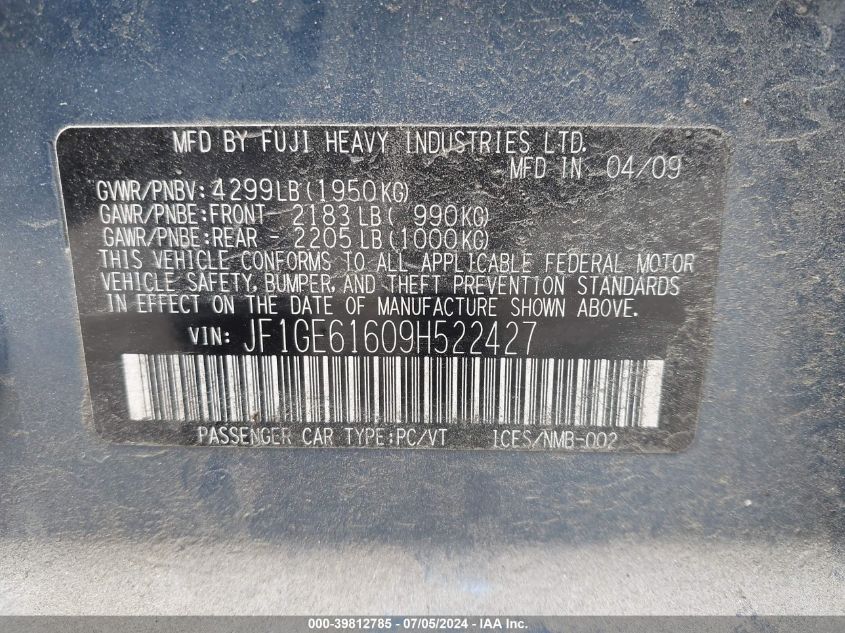 MFD BY FUJI HEAVY INDUSTRIES LTD.
MFD IN 04/09
GVWR/PNBV: 4299LB(1950KG)
GAWR/PNBE:FRONT - 2183LB( 990KG)
GAWR/PNBE:REAR - 2205LB(1000KG)
THIS VEHICLE CONFORMS TO ALL APPLICABLE FEDERAL MOTOR
VEHICLE SAFETY, BUMPER, AND THEFT PREVENTION STANDARDS
IN EFFECT ON THE DATE OF MANUFACTURE SHOWN ABOVE.
VIN: JF1GE61609H522427
PASSENGER CAR TYPE:PC/VT ICES/NMB-002
000-39812785 - 07/05/2024 - IAA Inc.